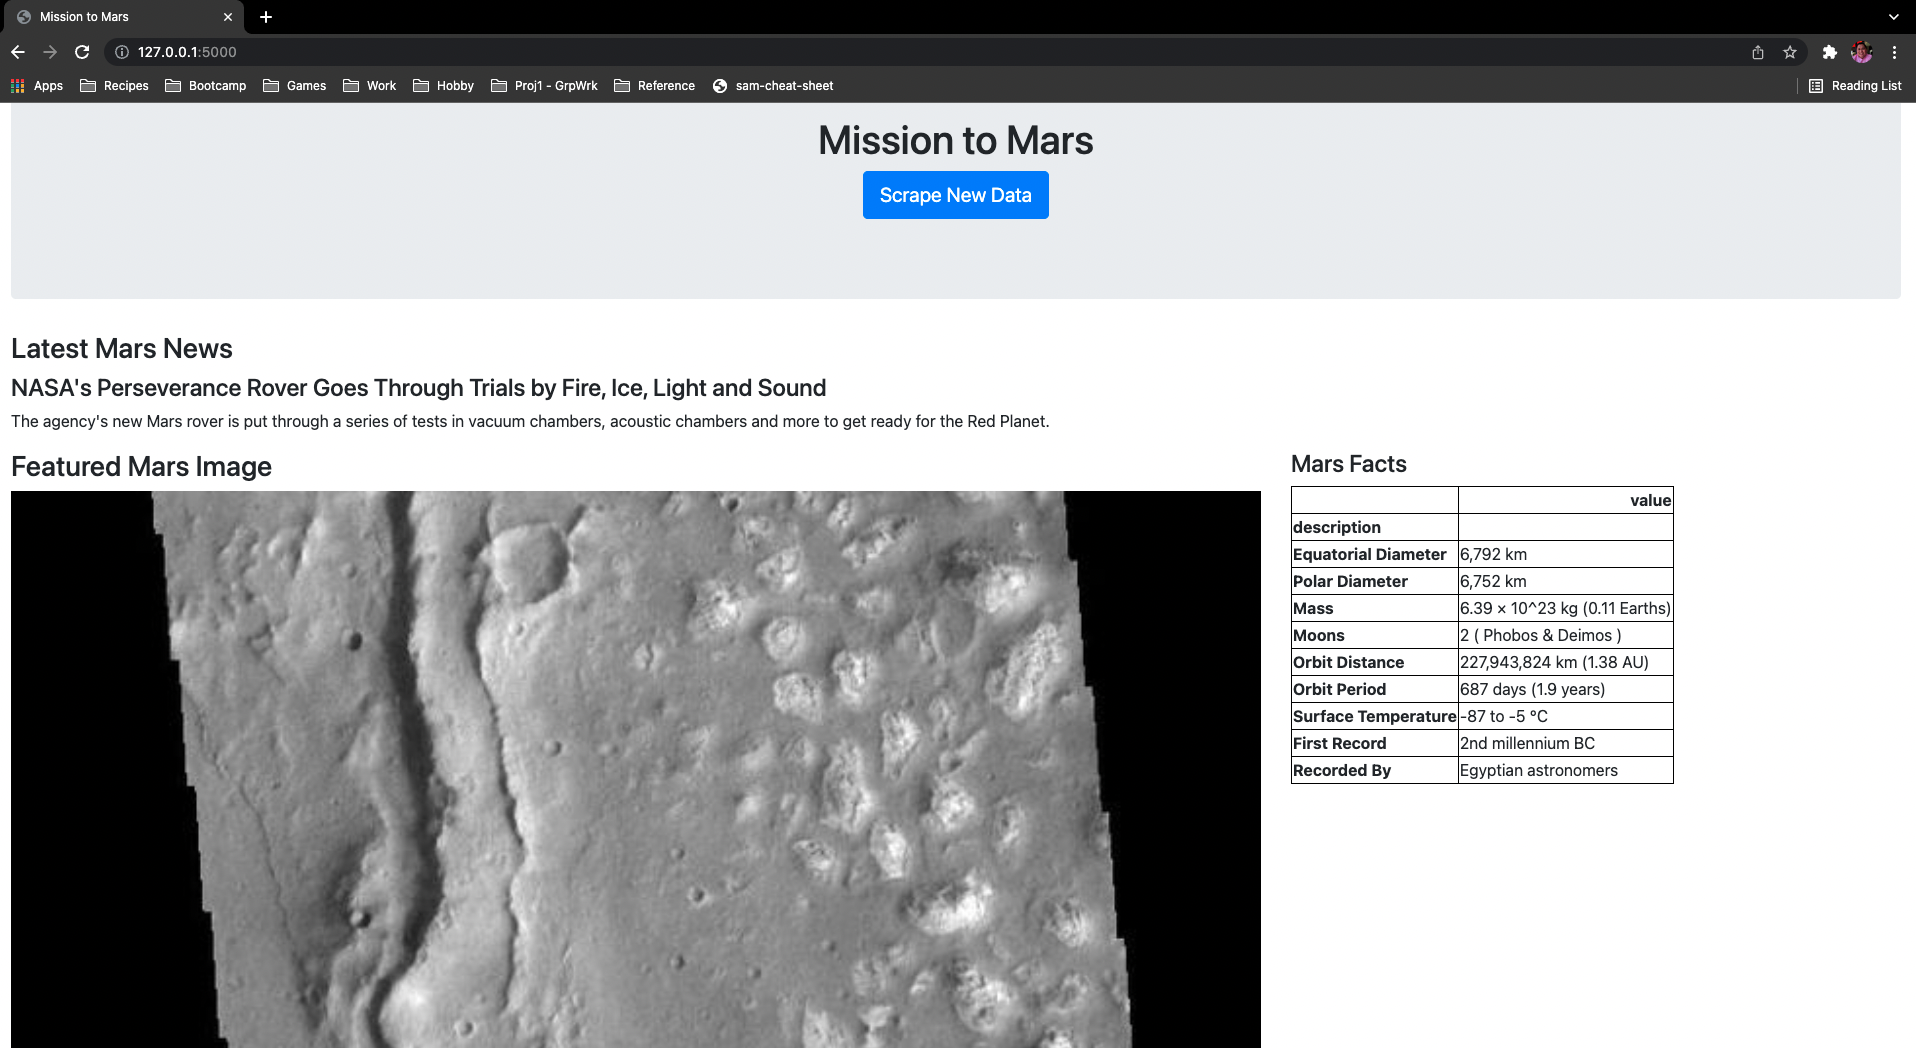 Mission to Mars
127.0.0.1:5000
Apps Recipes Bootcamp Games Work Hobby Proj1 - GrpWrk Reference sam-cheat-sheet Reading List
Mission to Mars
Scrape New Data
Latest Mars News
NASA's Perseverance Rover Goes Through Trials by Fire, Ice, Light and Sound
The agency's new Mars rover is put through a series of tests in vacuum chambers, acoustic chambers and more to get ready for the Red Planet.
Featured Mars Image
Mars Facts
value
description
Equatorial Diameter 6,792 km
Polar Diameter 6,752 km
Mass 6.39 × 10^23 kg (0.11 Earths)
Moons 2 ( Phobos & Deimos )
Orbit Distance 227,943,824 km (1.38 AU)
Orbit Period 687 days (1.9 years)
Surface Temperature -87 to -5 °C
First Record 2nd millennium BC
Recorded By Egyptian astronomers